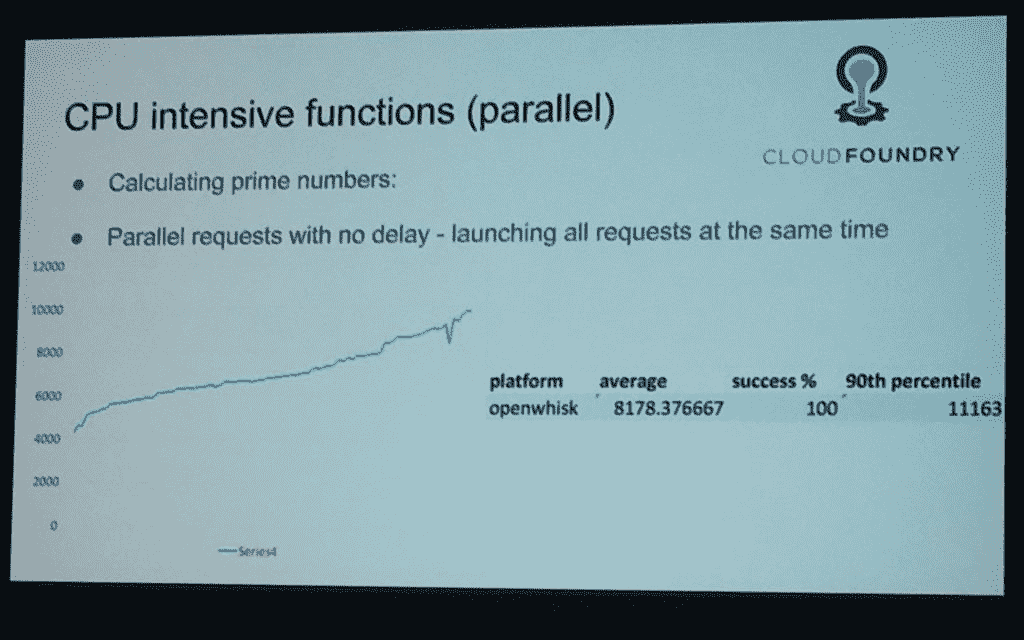 CLOUDFOUNDRY
CPU intensive functions (parallel)
● Calculating prime numbers:
● Parallel requests with no delay - launching all requests at the same time
12000
10000
8000
6000
4000
2000
0
Series4
platform average success % 90th percentile
openwhisk 8178.376667 100 11163